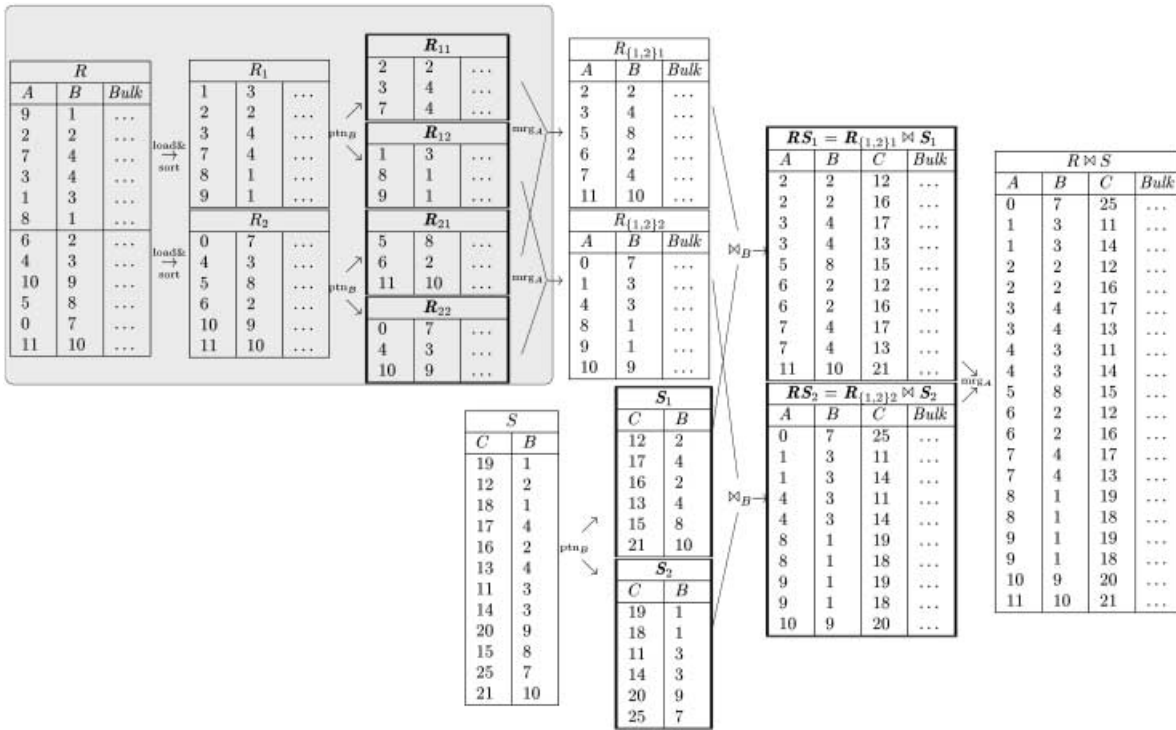 R
A B Bulk
9 1 ...
2 2 ...
7 4 ...
3 4 ...
1 3 ...
8 1 ...
6 2 ...
4 3 ...
10 9 ...
5 8 ...
0 7 ...
11 10 ...
load&
→
sort
load&
→
sort
R₁
1 3 ...
2 2 ...
3 4 ...
7 4 ...
8 1 ...
9 1 ...
R₂
0 7 ...
4 3 ...
5 8 ...
6 2 ...
10 9 ...
11 10 ...
ptn_B
ptn_B
R₁₁
2 2 ...
3 4 ...
7 4 ...
R₁₂
1 3 ...
8 1 ...
9 1 ...
R₂₁
5 8 ...
6 2 ...
11 10 ...
R₂₂
0 7 ...
4 3 ...
10 9 ...
mrg_A
mrg_A
R_{1,2}1
A B Bulk
2 2 ...
3 4 ...
5 8 ...
6 2 ...
7 4 ...
11 10 ...
R_{1,2}2
A B Bulk
0 7 ...
1 3 ...
4 3 ...
8 1 ...
9 1 ...
10 9 ...
S
C B
19 1
12 2
18 1
17 4
16 2
13 4
11 3
14 3
20 9
15 8
25 7
21 10
ptn_B
S₁
C B
12 2
17 4
16 2
13 4
15 8
21 10
S₂
C B
19 1
18 1
11 3
14 3
20 9
25 7
⋈_B
⋈_B
RS₁ = R_{1,2}1 ⋈ S₁
A B C Bulk
2 2 12 ...
2 2 16 ...
3 4 17 ...
3 4 13 ...
5 8 15 ...
6 2 12 ...
6 2 16 ...
7 4 17 ...
7 4 13 ...
11 10 21 ...
RS₂ = R_{1,2}2 ⋈ S₂
A B C Bulk
0 7 25 ...
1 3 11 ...
1 3 14 ...
4 3 11 ...
4 3 14 ...
8 1 19 ...
8 1 18 ...
9 1 19 ...
9 1 18 ...
10 9 20 ...
mrg_A
R ⋈ S
A B C Bulk
0 7 25 ...
1 3 11 ...
1 3 14 ...
2 2 12 ...
2 2 16 ...
3 4 17 ...
3 4 13 ...
4 3 11 ...
4 3 14 ...
5 8 15 ...
6 2 12 ...
6 2 16 ...
7 4 17 ...
7 4 13 ...
8 1 19 ...
8 1 18 ...
9 1 19 ...
9 1 18 ...
10 9 20 ...
11 10 21 ...